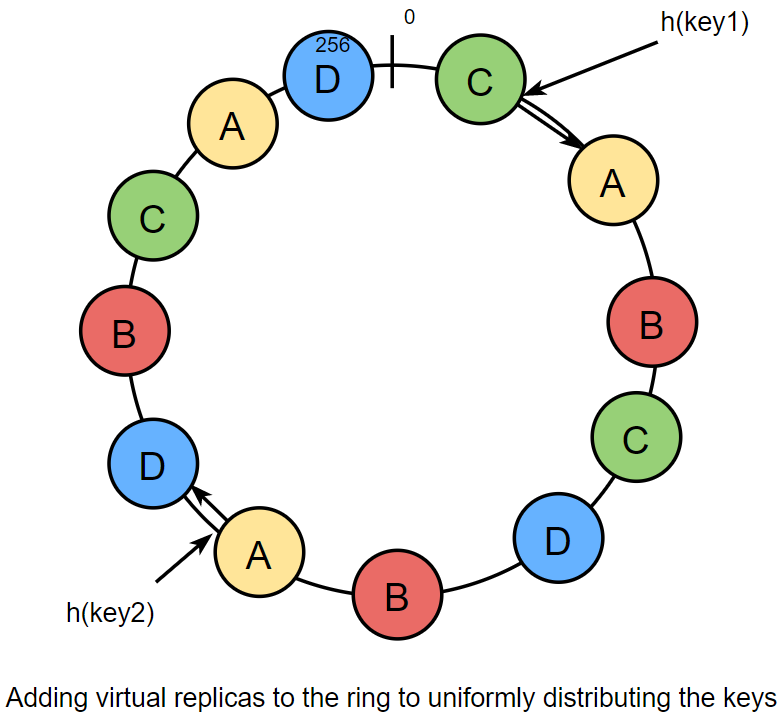 0
h(key1)
256
D
C
A
A
C
B
B
C
D
D
A
B
h(key2)
Adding virtual replicas to the ring to uniformly distributing the keys